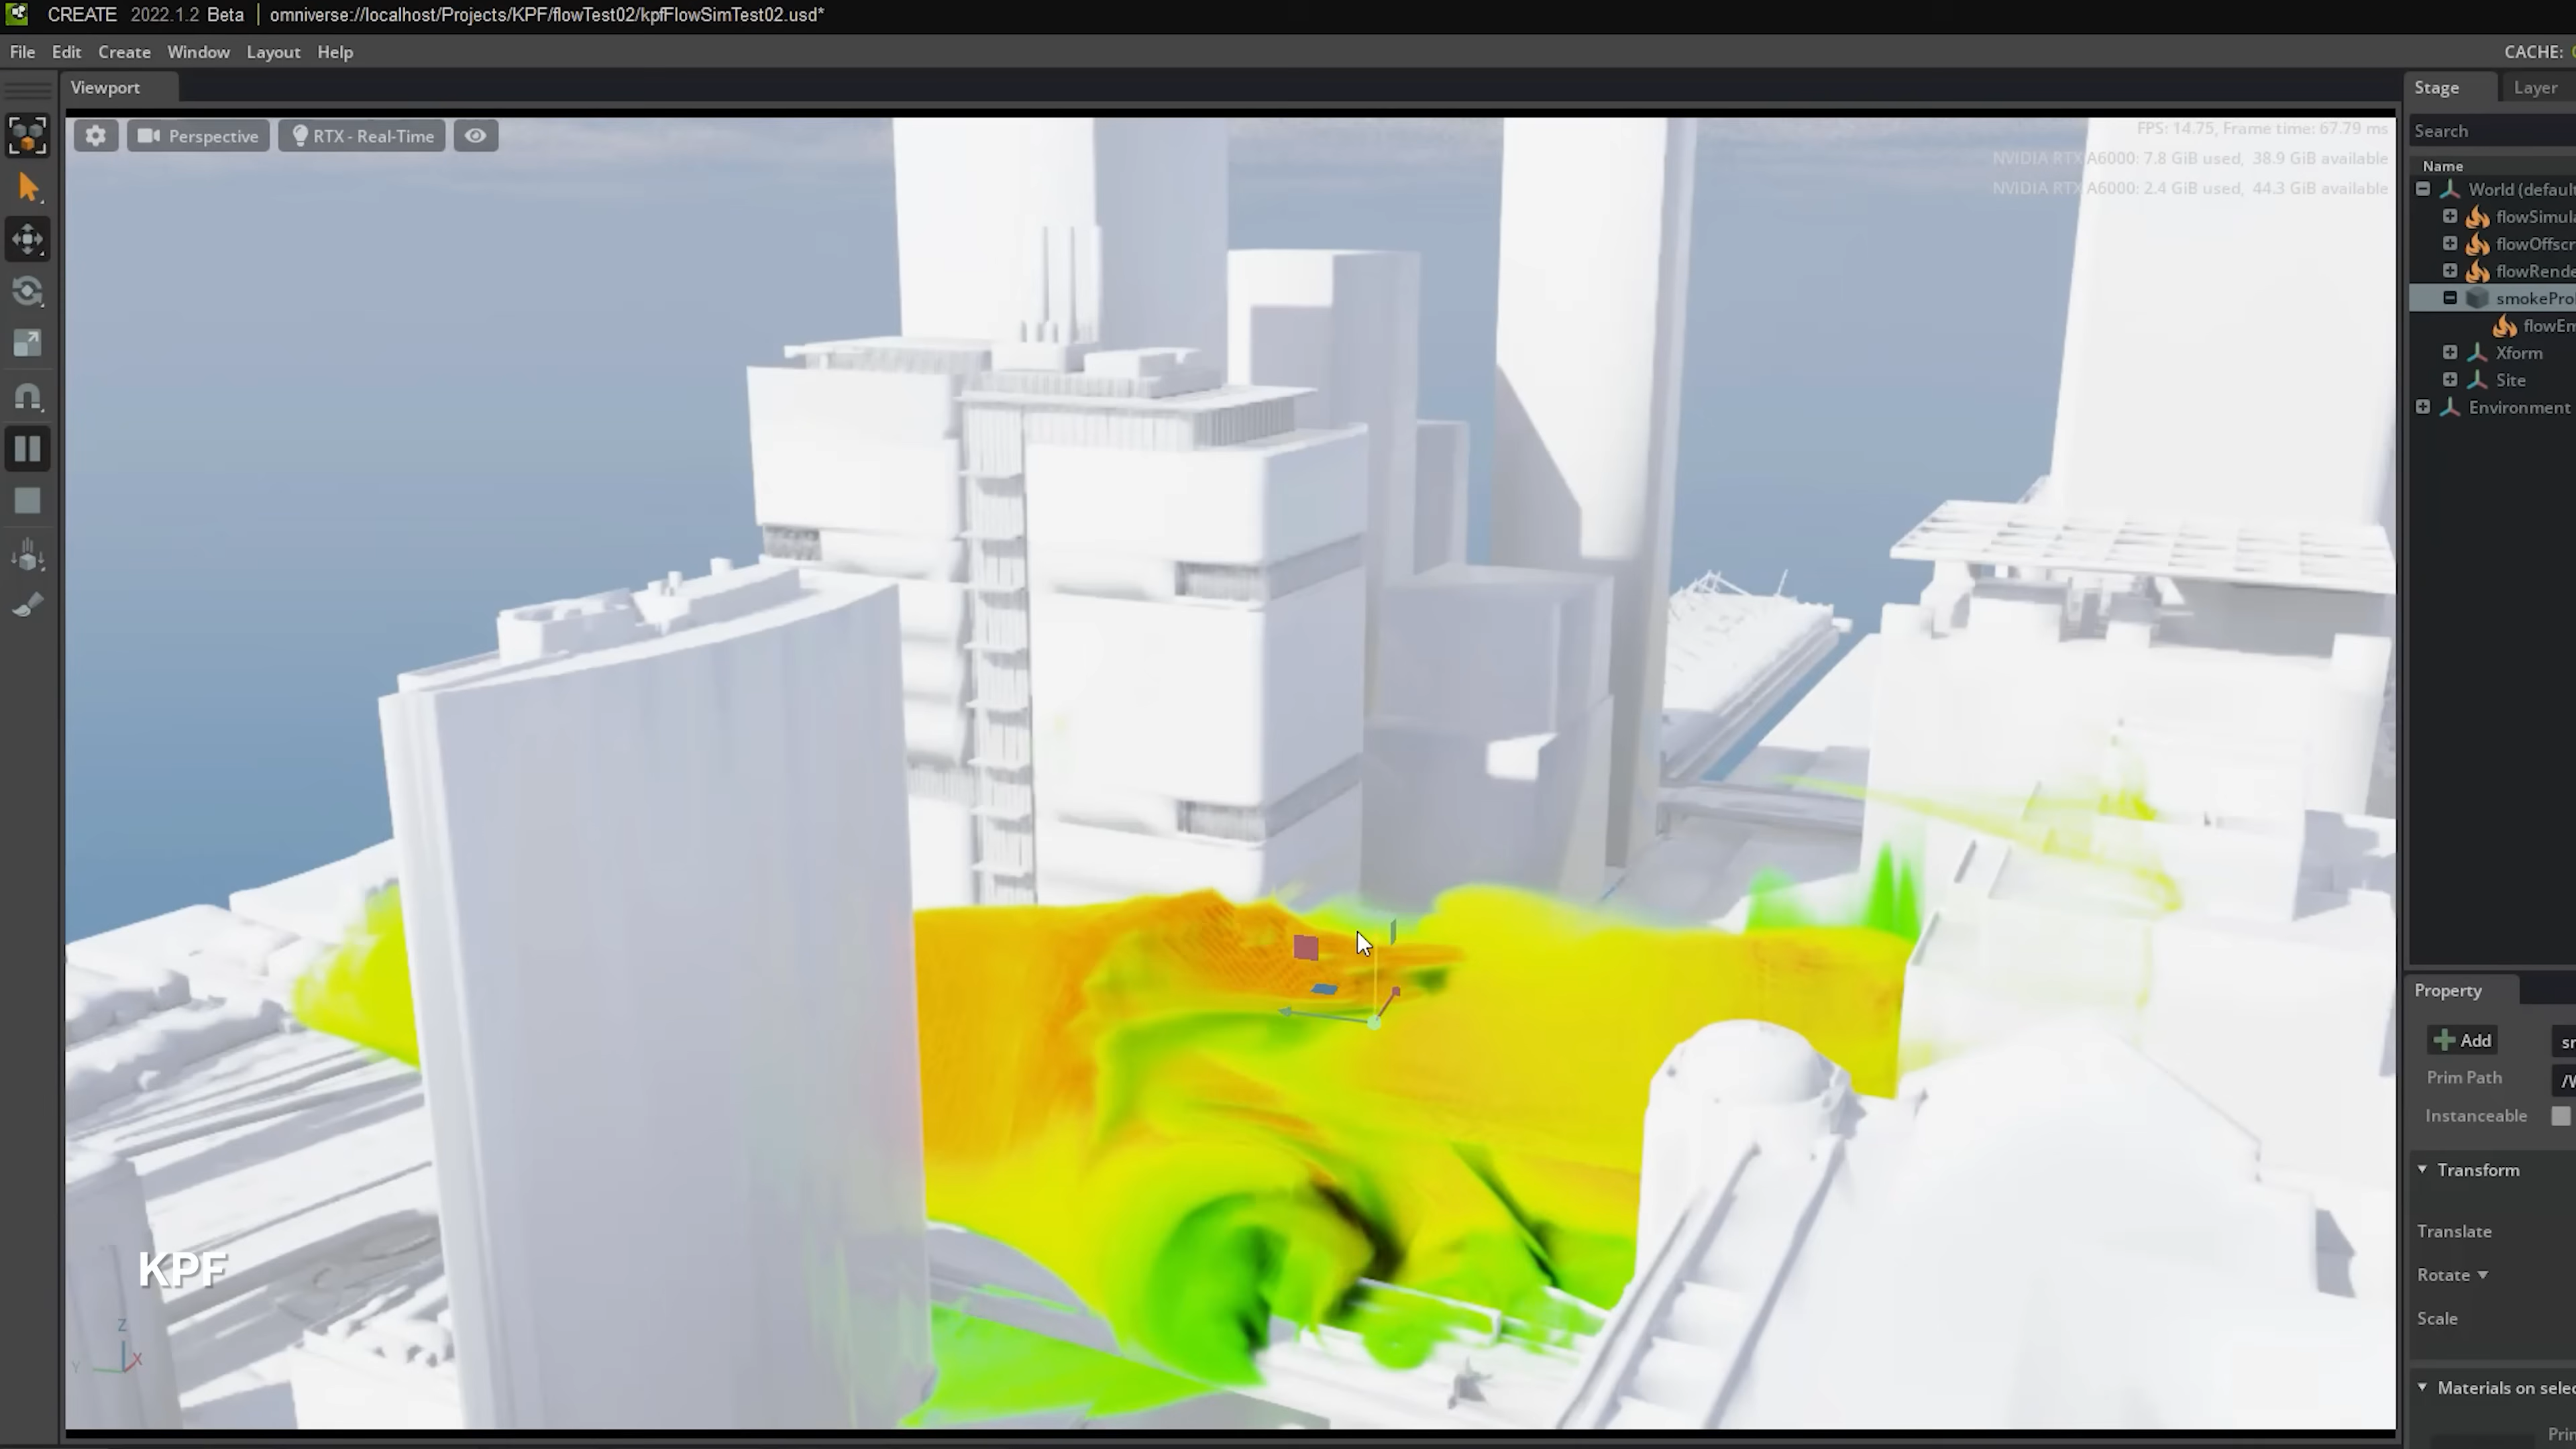 CREATE 2022.1.2 Beta | omniverse://localhost/Projects/KPF/flowTest02/kpfFlowSimTest02.usd*
File Edit Create Window Layout Help
CACHE:
Viewport
Stage Layer
Perspective
RTX - Real-Time
FPS: 14.75, Frame time: 67.79 ms
NVIDIA RTX A6000: 7.8 GiB used, 38.9 GiB available
NVIDIA RTX A6000: 2.4 GiB used, 44.3 GiB available
Search
Name
World (default
flowSimula
flowOffscr
flowRende
smokePro
flowEm
Xform
Site
Environment
Property
Add
Prim Path
Instanceable
Transform
Translate
Rotate
Scale
Materials on selec
Prin
KPF
Z
X
Y